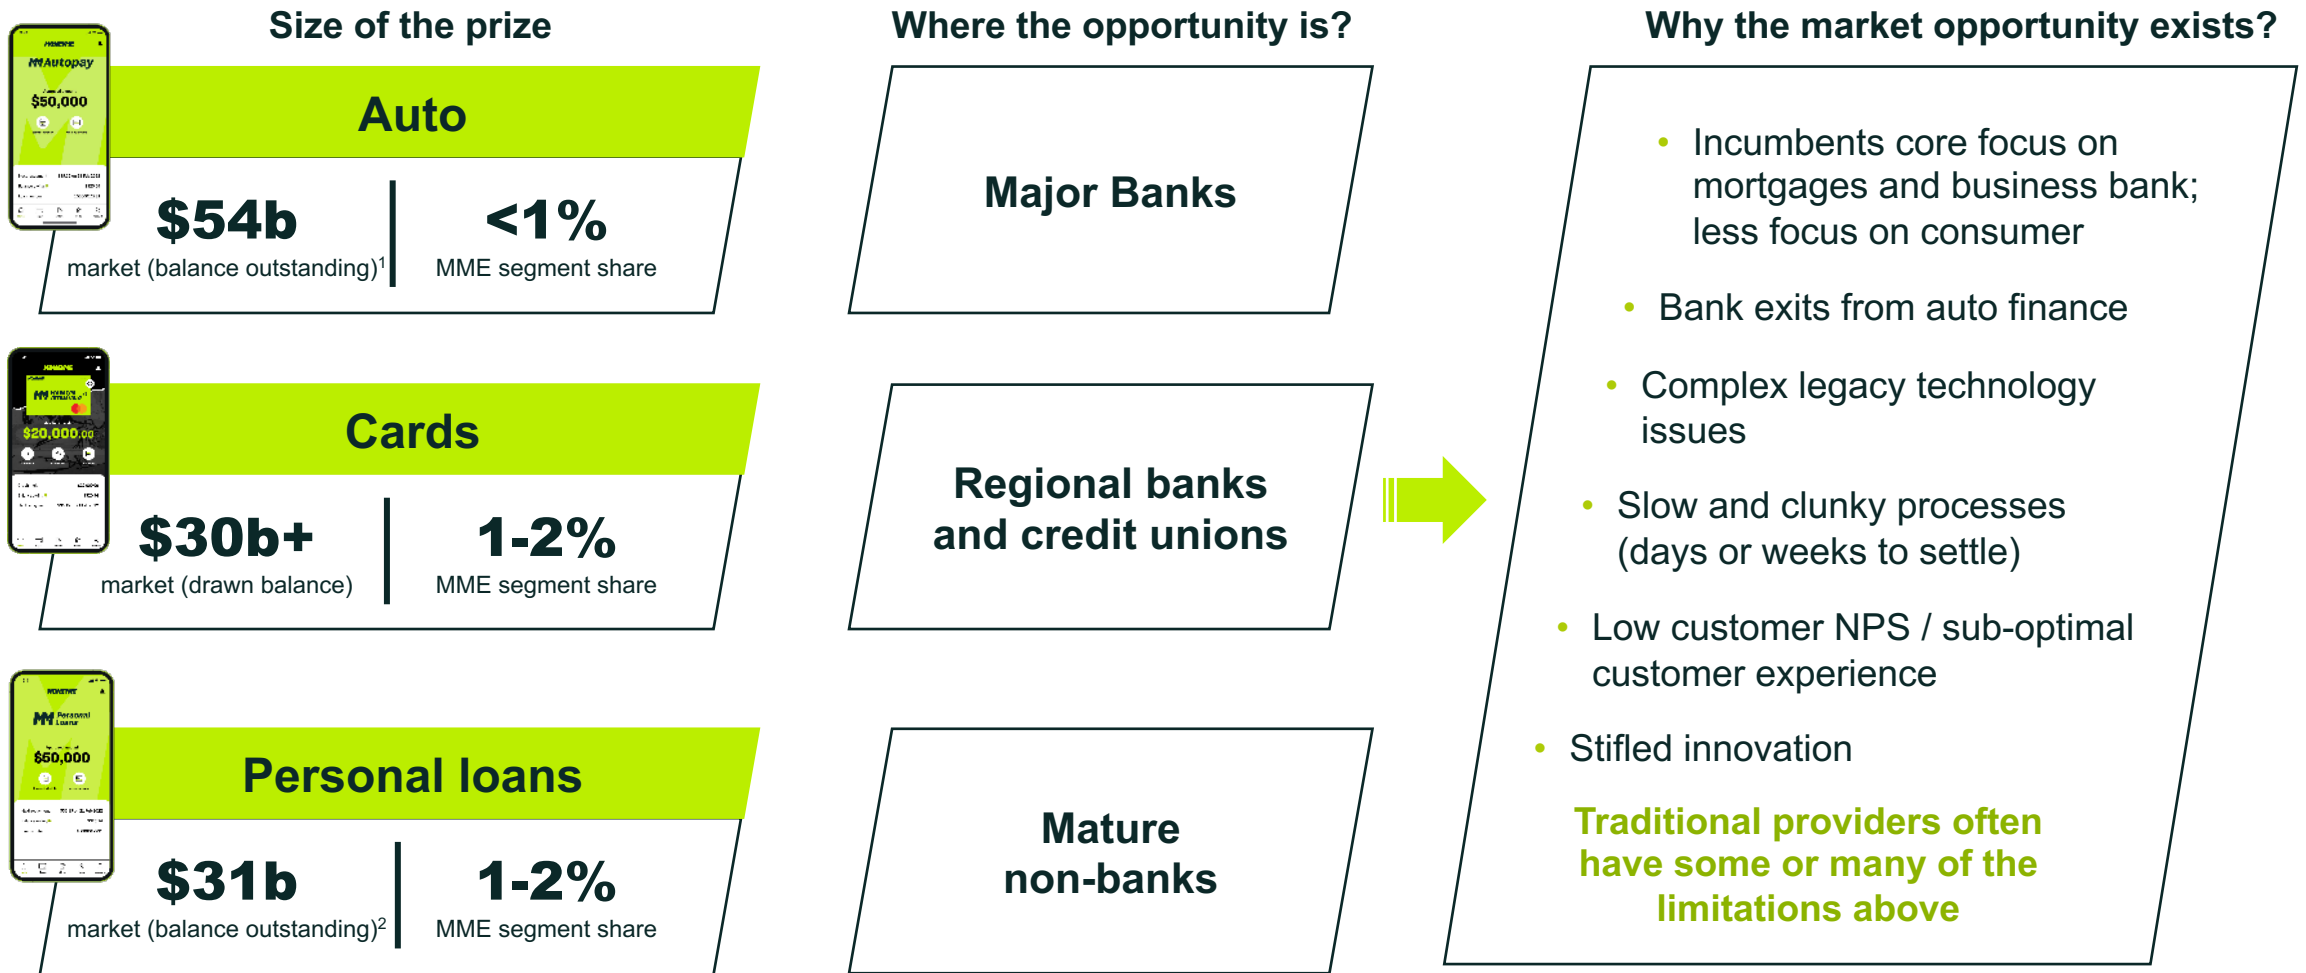 Size of the prize
Where the opportunity is?
Why the market opportunity exists?
MM Autopay
$50,000
Auto
$54b
market (balance outstanding)1
<1%
MME segment share
$20,000.00
Cards
$30b+
market (drawn balance)
1-2%
MME segment share
MM Personal
Loans
$50,000
Personal loans
$31b
market (balance outstanding)2
1-2%
MME segment share
Major Banks
Regional banks
and credit unions
Mature
non-banks
• Incumbents core focus on
mortgages and business bank;
less focus on consumer
• Bank exits from auto finance
• Complex legacy technology
issues
• Slow and clunky processes
(days or weeks to settle)
• Low customer NPS / sub-optimal
customer experience
• Stifled innovation
Traditional providers often
have some or many of the
limitations above